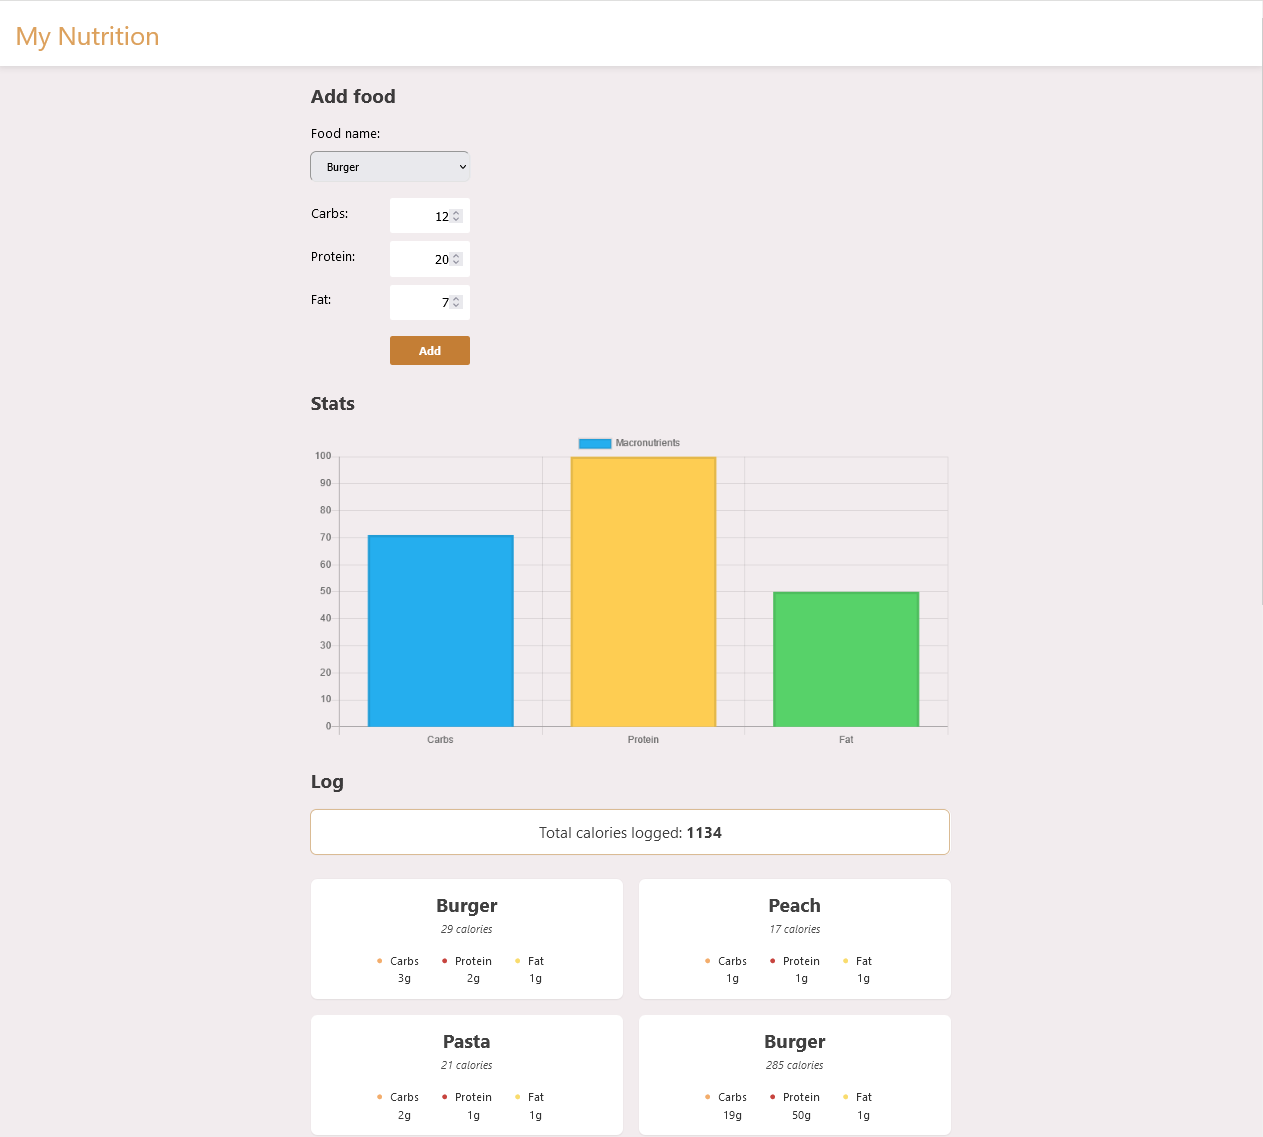 My Nutrition
Add food
Food name:
Burger
Carbs: 12
Protein: 20
Fat: 7
Add
Stats
Macronutrients
100
90
80
70
60
50
40
30
20
10
0
Carbs Protein Fat
Log
Total calories logged: 1134
Burger
29 calories
Carbs Protein Fat
3g 2g 1g
Peach
17 calories
Carbs Protein Fat
1g 1g 1g
Pasta
21 calories
Carbs Protein Fat
2g 1g 1g
Burger
285 calories
Carbs Protein Fat
19g 50g 1g